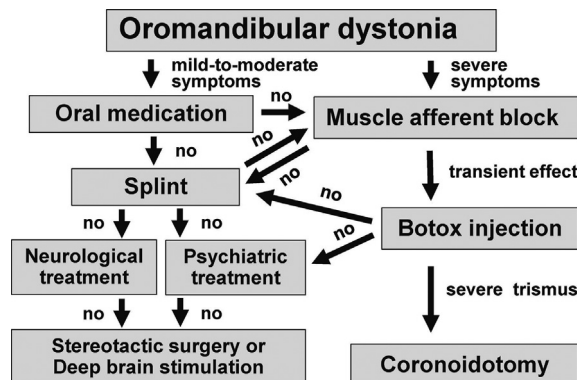 Oromandibular dystonia
mild-to-moderate
symptoms
severe
symptoms
Oral medication
no
Muscle afferent block
no
no
no
Splint
transient effect
no
no
no
no
Botox injection
Neurological
treatment
Psychiatric
treatment
no
no
severe trismus
Stereotactic surgery or
Deep brain stimulation
Coronoidotomy